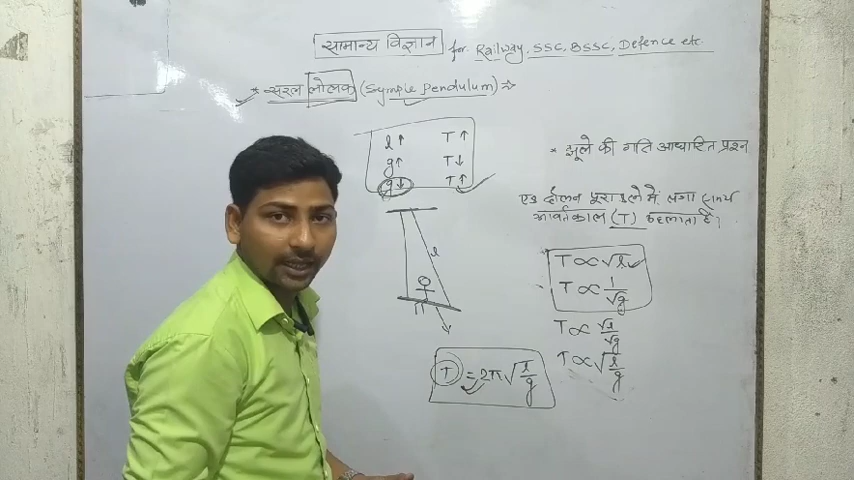 सामान्य विज्ञान for Railway, SSC, BSSC, Defence etc
* सरल लोलक (Symple Pendulum) ⇒
l↑ T↑
g↑ T↓
g↓ T↑
l
T = 2π√l/g
* झूले की गति आधारित प्रश्न
एक दोलन पूरा होने में लगा समय
आवर्तकाल (T) कहलाता है।
T ∝ √l
T ∝ 1/√g
T ∝ √l/√g
T ∝ √l/g